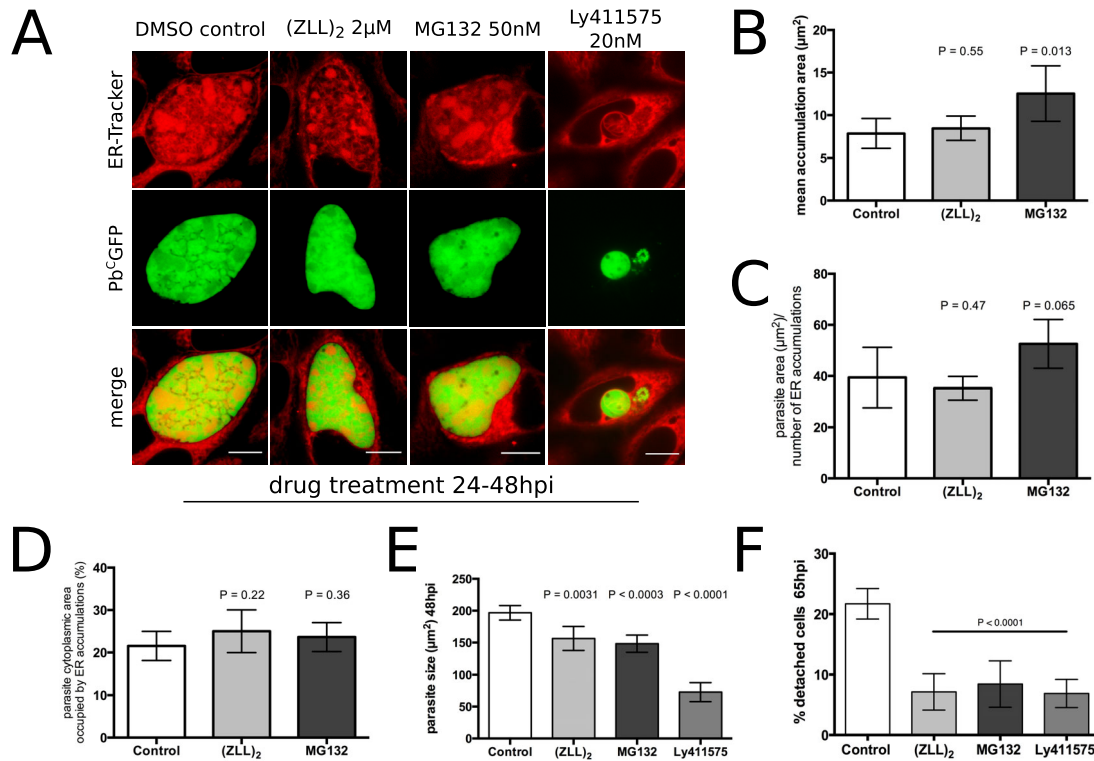 A
DMSO control
(ZLL)₂ 2µM
MG132 50nM
Ly411575
20nM
ER-Tracker
PbᶜGFP
merge
drug treatment 24-48hpi
B
mean accumulation area (µm²)
20
15
10
5
0
P = 0.55
P = 0.013
Control
(ZLL)₂
MG132
C
parasite area (µm²)/
number of ER accumulations
80
60
40
20
0
P = 0.47
P = 0.065
Control
(ZLL)₂
MG132
D
parasite cytoplasmic area
occupied by ER accumulations (%)
40
30
20
10
0
P = 0.22
P = 0.36
Control
(ZLL)₂
MG132
E
parasite size (µm²) 48hpi
250
200
150
100
50
0
P = 0.0031
P < 0.0003
P < 0.0001
Control
(ZLL)₂
MG132
Ly411575
F
% detached cells 65hpi
30
20
10
0
P < 0.0001
Control
(ZLL)₂
MG132
Ly411575